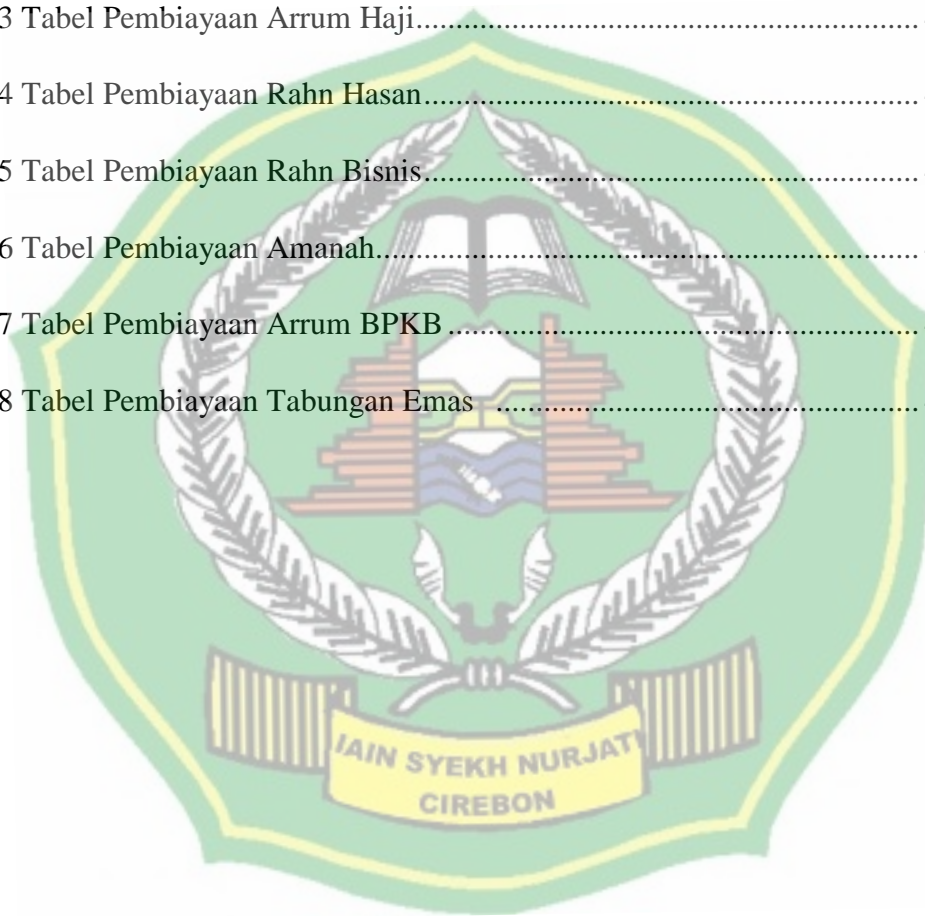 3 Tabel Pembiayaan Arrum Haji
4 Tabel Pembiayaan Rahn Hasan
5 Tabel Pembiayaan Rahn Bisnis
6 Tabel Pembiayaan Amanah
7 Tabel Pembiayaan Arrum BPKB
8 Tabel Pembiayaan Tabungan Emas
IAIN SYEKH NURJATI
CIREBON